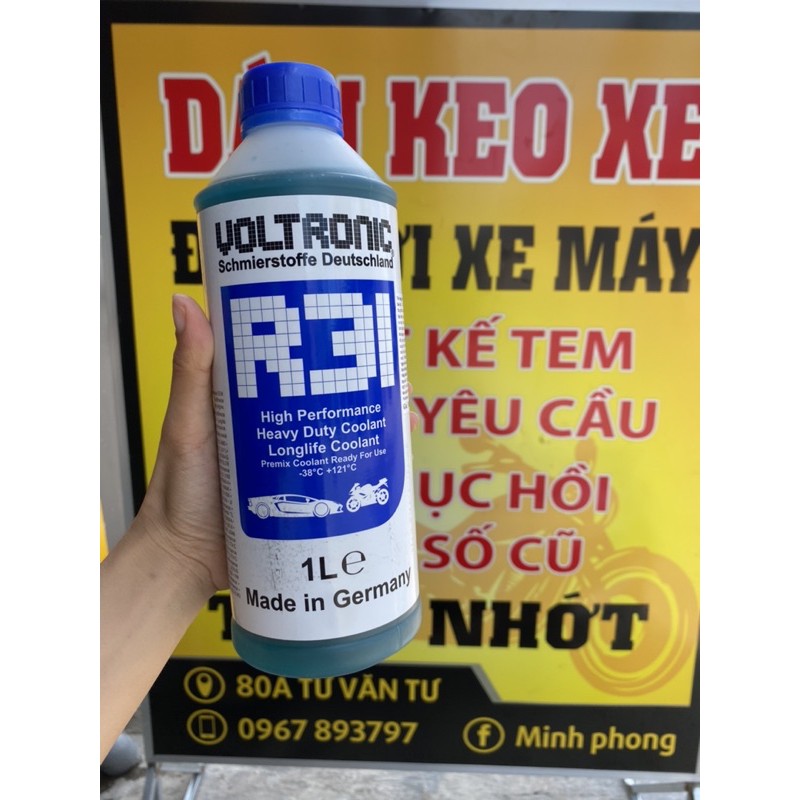 DÁN KEO XE
XE MÁY
KẾ TEM
YÊU CẦU
VOLTRONIC
Schmierstoffe Deutschland
R3I
High Performance
Heavy Duty Coolant
Longlife Coolant
Premix Coolant Ready For Use
-38°C +121°C
1L℮
Made in Germany
ỤC HỒI
SỐ CŨ
NHỚT
80A TỪ VĂN TƯ
0967 893797
Minh phong